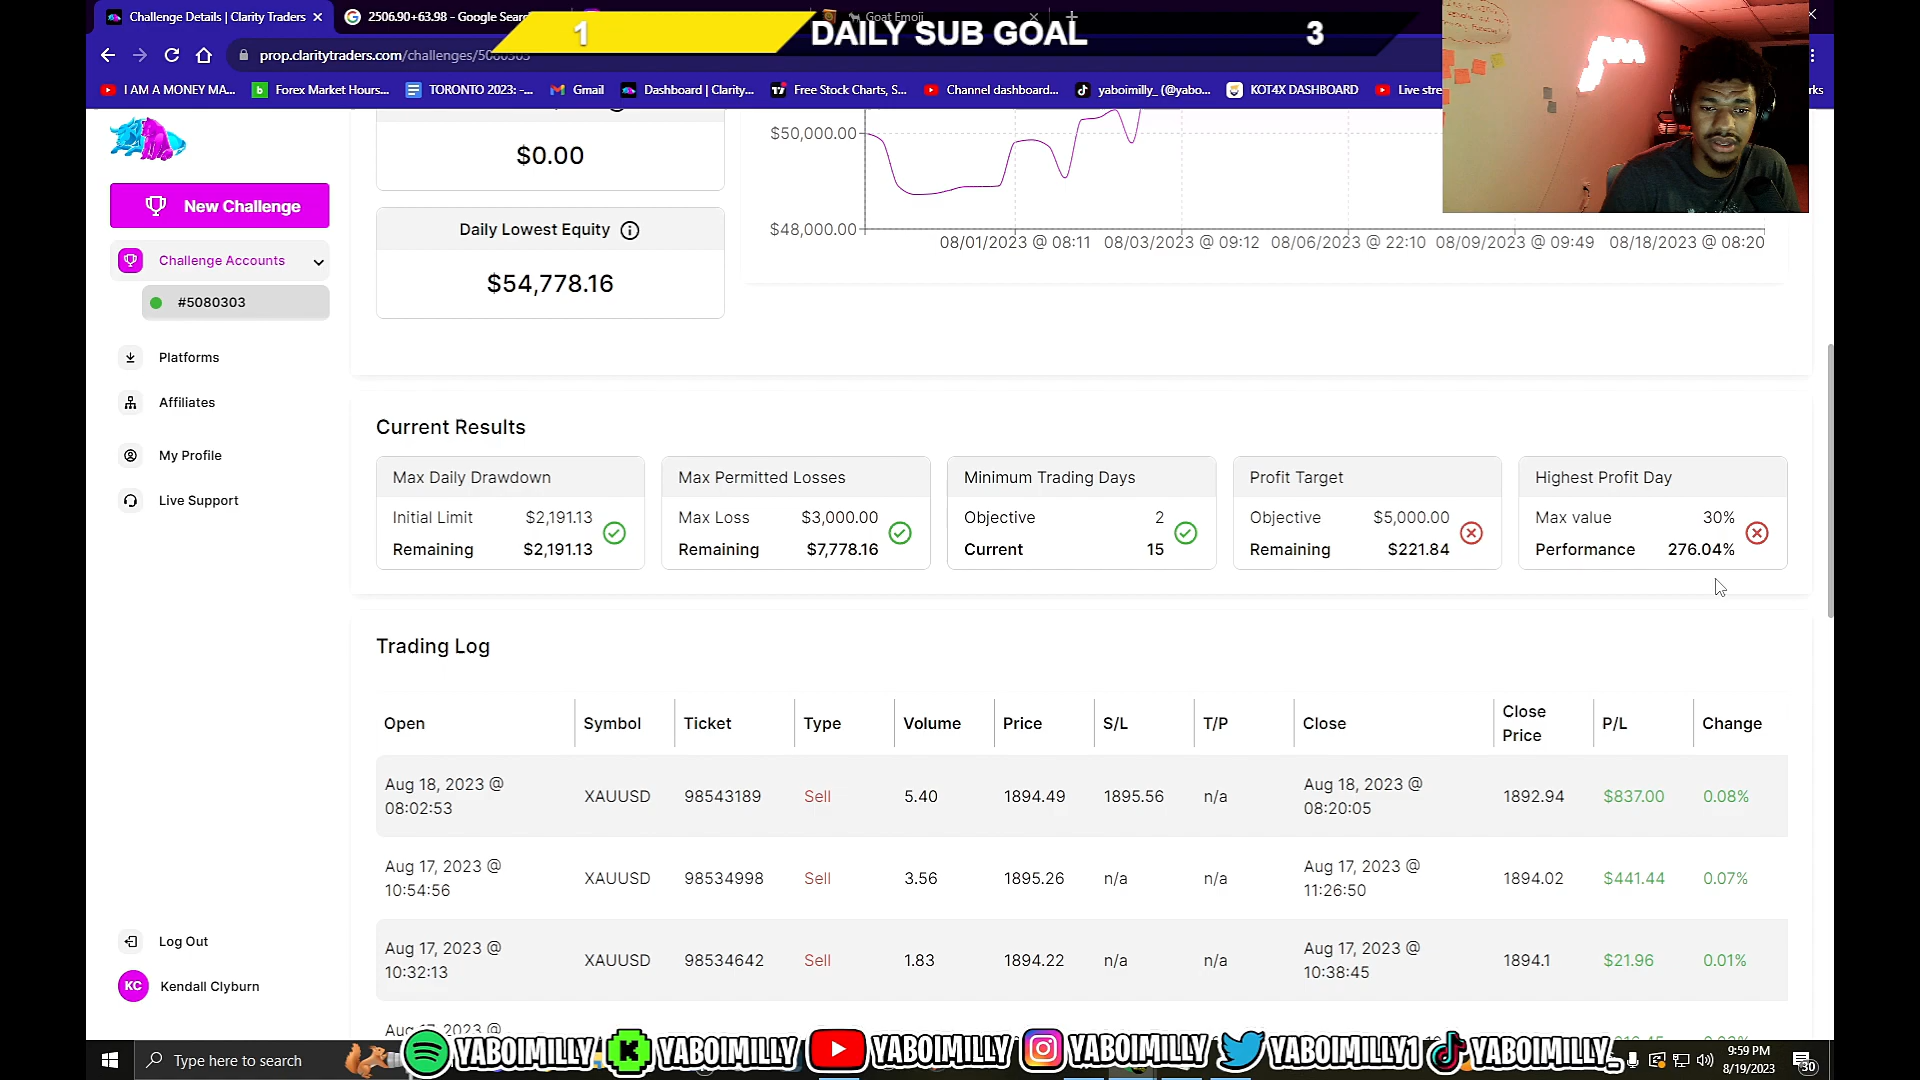 Challenge Details | Clarity Traders
2506.90+63.98 - Google Sear
Goat Emoji
1
DAILY SUB GOAL
3
prop.claritytraders.com/challenges/5080303
I AM A MONEY MA...
Forex Market Hours...
TORONTO 2023: -...
Gmail
Dashboard | Clarity...
Free Stock Charts, S...
Channel dashboard...
yaboimilly_ (@yabo...
KOT4X DASHBOARD
Live stre
rks
New Challenge
Challenge Accounts
#5080303
Platforms
Affiliates
My Profile
Live Support
Log Out
KC
Kendall Clyburn
$0.00
Daily Lowest Equity
$54,778.16
$50,000.00
$48,000.00
08/01/2023 @ 08:11 08/03/2023 @ 09:12 08/06/2023 @ 22:10 08/09/2023 @ 09:49 08/18/2023 @ 08:20
Current Results
Max Daily Drawdown
Initial Limit $2,191.13
Remaining $2,191.13
Max Permitted Losses
Max Loss $3,000.00
Remaining $7,778.16
Minimum Trading Days
Objective 2
Current 15
Profit Target
Objective $5,000.00
Remaining $221.84
Highest Profit Day
Max value 30%
Performance 276.04%
Trading Log
Open Symbol Ticket Type Volume Price S/L T/P Close Close Price P/L Change
Aug 18, 2023 @ 08:02:53 XAUUSD 98543189 Sell 5.40 1894.49 1895.56 n/a Aug 18, 2023 @ 08:20:05 1892.94 $837.00 0.08%
Aug 17, 2023 @ 10:54:56 XAUUSD 98534998 Sell 3.56 1895.26 n/a n/a Aug 17, 2023 @ 11:26:50 1894.02 $441.44 0.07%
Aug 17, 2023 @ 10:32:13 XAUUSD 98534642 Sell 1.83 1894.22 n/a n/a Aug 17, 2023 @ 10:38:45 1894.1 $21.96 0.01%
Type here to search
YABOIMILLY
K
YABOIMILLY
YABOIMILLY
YABOIMILLY
YABOIMILLY1
YABOIMILLY_
9:59 PM
8/19/2023
30